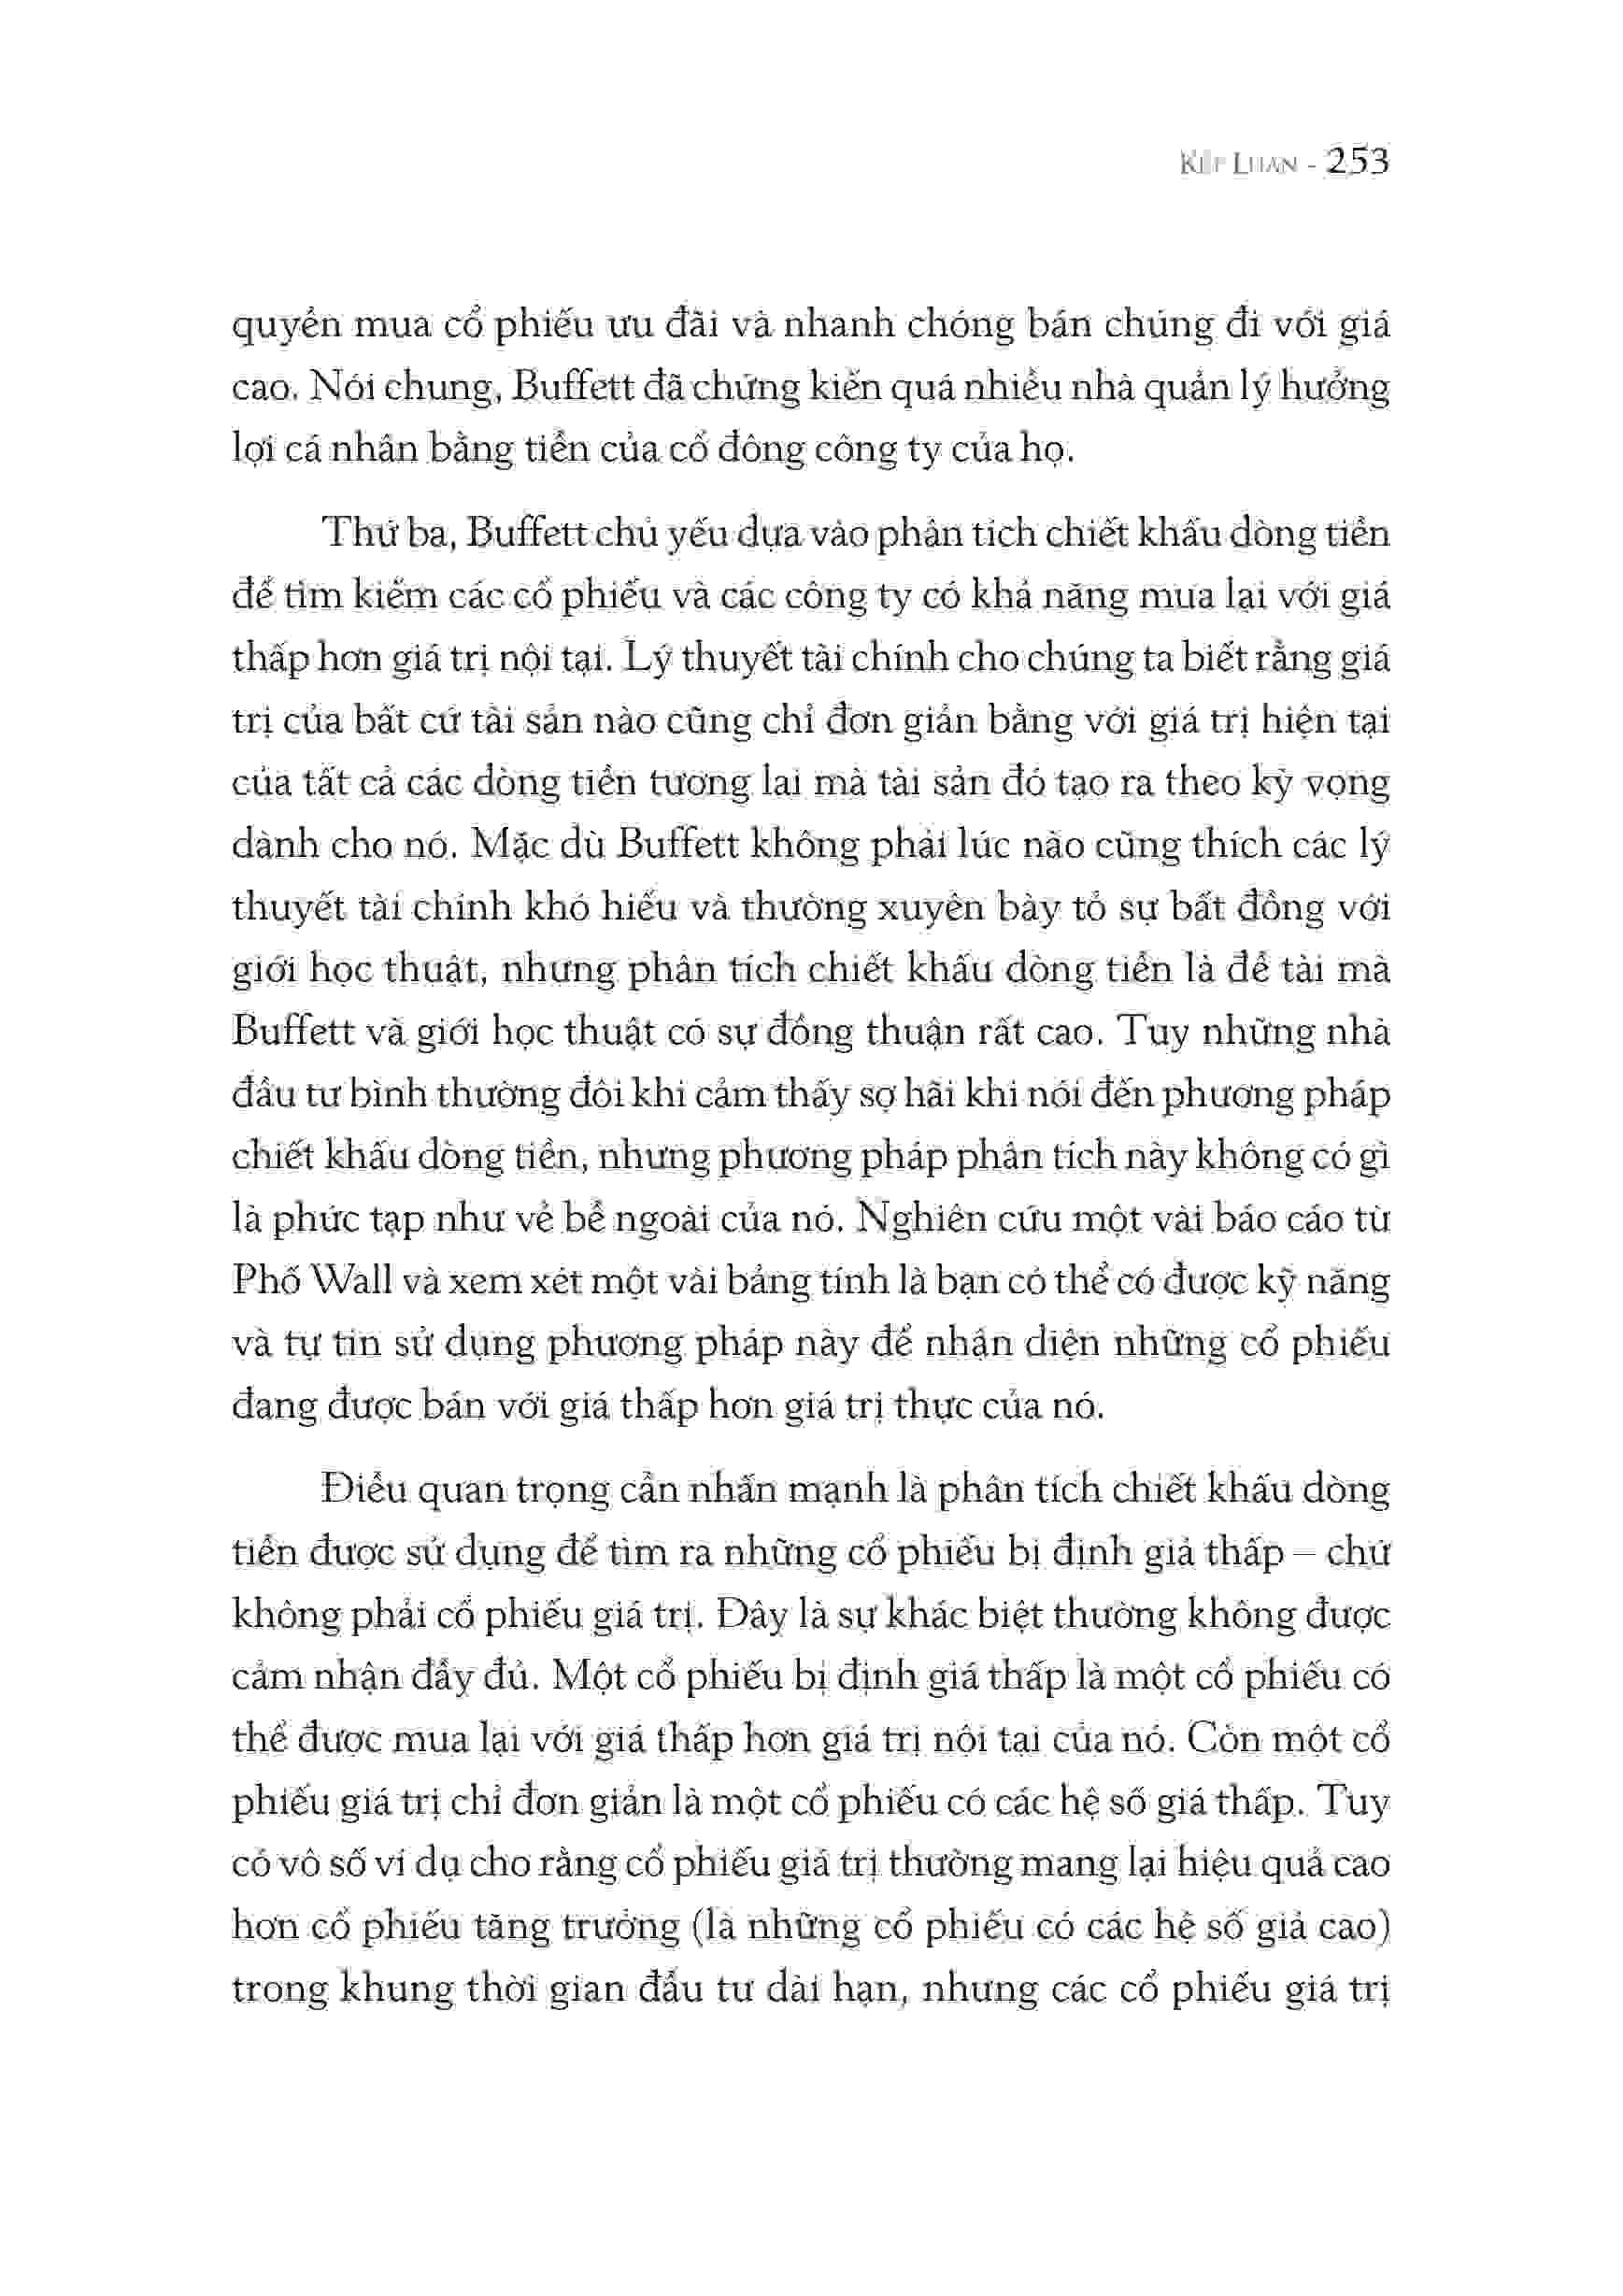 Kết Luận - 253
quyền mua cổ phiếu ưu đãi và nhanh chóng bán chúng đi với giá
cao. Nói chung, Buffett đã chứng kiến quá nhiều nhà quản lý hưởng
lợi cá nhân bằng tiền của cổ đông công ty của họ.
Thứ ba, Buffett chủ yếu dựa vào phân tích chiết khấu dòng tiền
để tìm kiếm các cổ phiếu và các công ty có khả năng mua lại với giá
thấp hơn giá trị nội tại. Lý thuyết tài chính cho chúng ta biết rằng giá
trị của bất cứ tài sản nào cũng chỉ đơn giản bằng với giá trị hiện tại
của tất cả các dòng tiền tương lai mà tài sản đó tạo ra theo kỳ vọng
dành cho nó. Mặc dù Buffett không phải lúc nào cũng thích các lý
thuyết tài chính khó hiểu và thường xuyên bày tỏ sự bất đồng với
giới học thuật, nhưng phân tích chiết khấu dòng tiền là đề tài mà
Buffett và giới học thuật có sự đồng thuận rất cao. Tuy những nhà
đầu tư bình thường đôi khi cảm thấy sợ hãi khi nói đến phương pháp
chiết khấu dòng tiền, nhưng phương pháp phân tích này không có gì
là phức tạp như vẻ bề ngoài của nó. Nghiên cứu một vài báo cáo từ
Phố Wall và xem xét một vài bảng tính là bạn có thể có được kỹ năng
và tự tin sử dụng phương pháp này để nhận diện những cổ phiếu
đang được bán với giá thấp hơn giá trị thực của nó.
Điều quan trọng cần nhấn mạnh là phân tích chiết khấu dòng
tiền được sử dụng để tìm ra những cổ phiếu bị định giá thấp – chứ
không phải cổ phiếu giá trị. Đây là sự khác biệt thường không được
cảm nhận đầy đủ. Một cổ phiếu bị định giá thấp là một cổ phiếu có
thể được mua lại với giá thấp hơn giá trị nội tại của nó. Còn một cổ
phiếu giá trị chỉ đơn giản là một cổ phiếu có các hệ số giá thấp. Tuy
có vô số ví dụ cho rằng cổ phiếu giá trị thường mang lại hiệu quả cao
hơn cổ phiếu tăng trưởng (là những cổ phiếu có các hệ số giá cao)
trong khung thời gian đầu tư dài hạn, nhưng các cổ phiếu giá trị